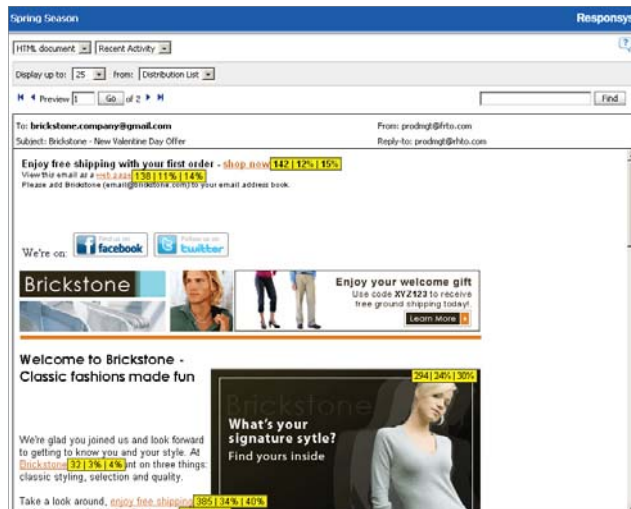 Spring Season Responsys
HTML document Recent Activity
Display up to: 25 From: Distribution List
Preview 1 Go of 2 Find
To: brickstone.company@gmail.com From: prodmgt@frto.com
Subject: Brickstone - New Valentine Day Offer Reply-to: prodmgt@rhto.com
Enjoy free shipping with your first order - shop now 142 | 12% | 15%
View this email as a web page 138 | 11% | 14%
Please add Brickstone (email@brickstone.com) to your email address book.
We're on: Find us on facebook Follow us on twitter
Brickstone
Enjoy your welcome gift
Use code XYZ123 to receive
free ground shipping today!
Learn More
Welcome to Brickstone -
Classic fashions made fun
294 | 24% | 30%
Brickstone
What's your
signature sytle?
Find yours inside
We're glad you joined us and look forward
to getting to know you and your style. At
Brickstone 32 | 3% | 4% nt on three things:
classic styling, selection and quality.
Take a look around, enjoy free shipping 385 | 34% | 40%